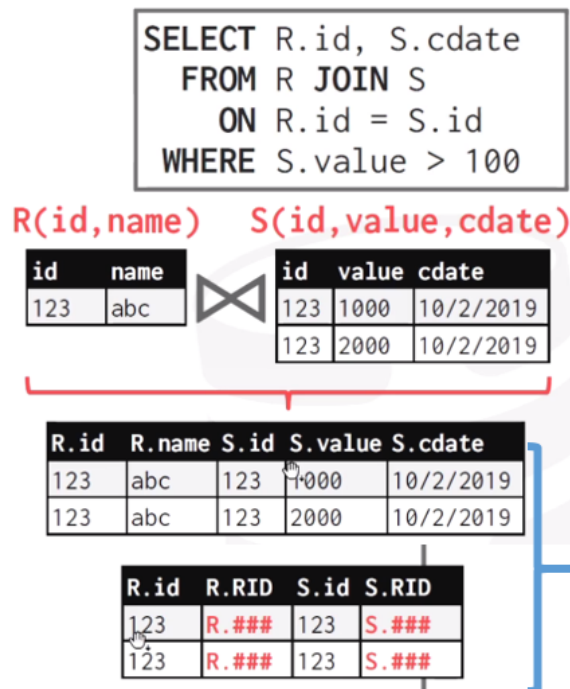 SELECT R.id, S.cdate
FROM R JOIN S
ON R.id = S.id
WHERE S.value > 100
R(id,name) S(id,value,cdate)
id name
123 abc
id value cdate
123 1000 10/2/2019
123 2000 10/2/2019
R.id R.name S.id S.value S.cdate
123 abc 123 1000 10/2/2019
123 abc 123 2000 10/2/2019
R.id R.RID S.id S.RID
123 R.### 123 S.###
123 R.### 123 S.###